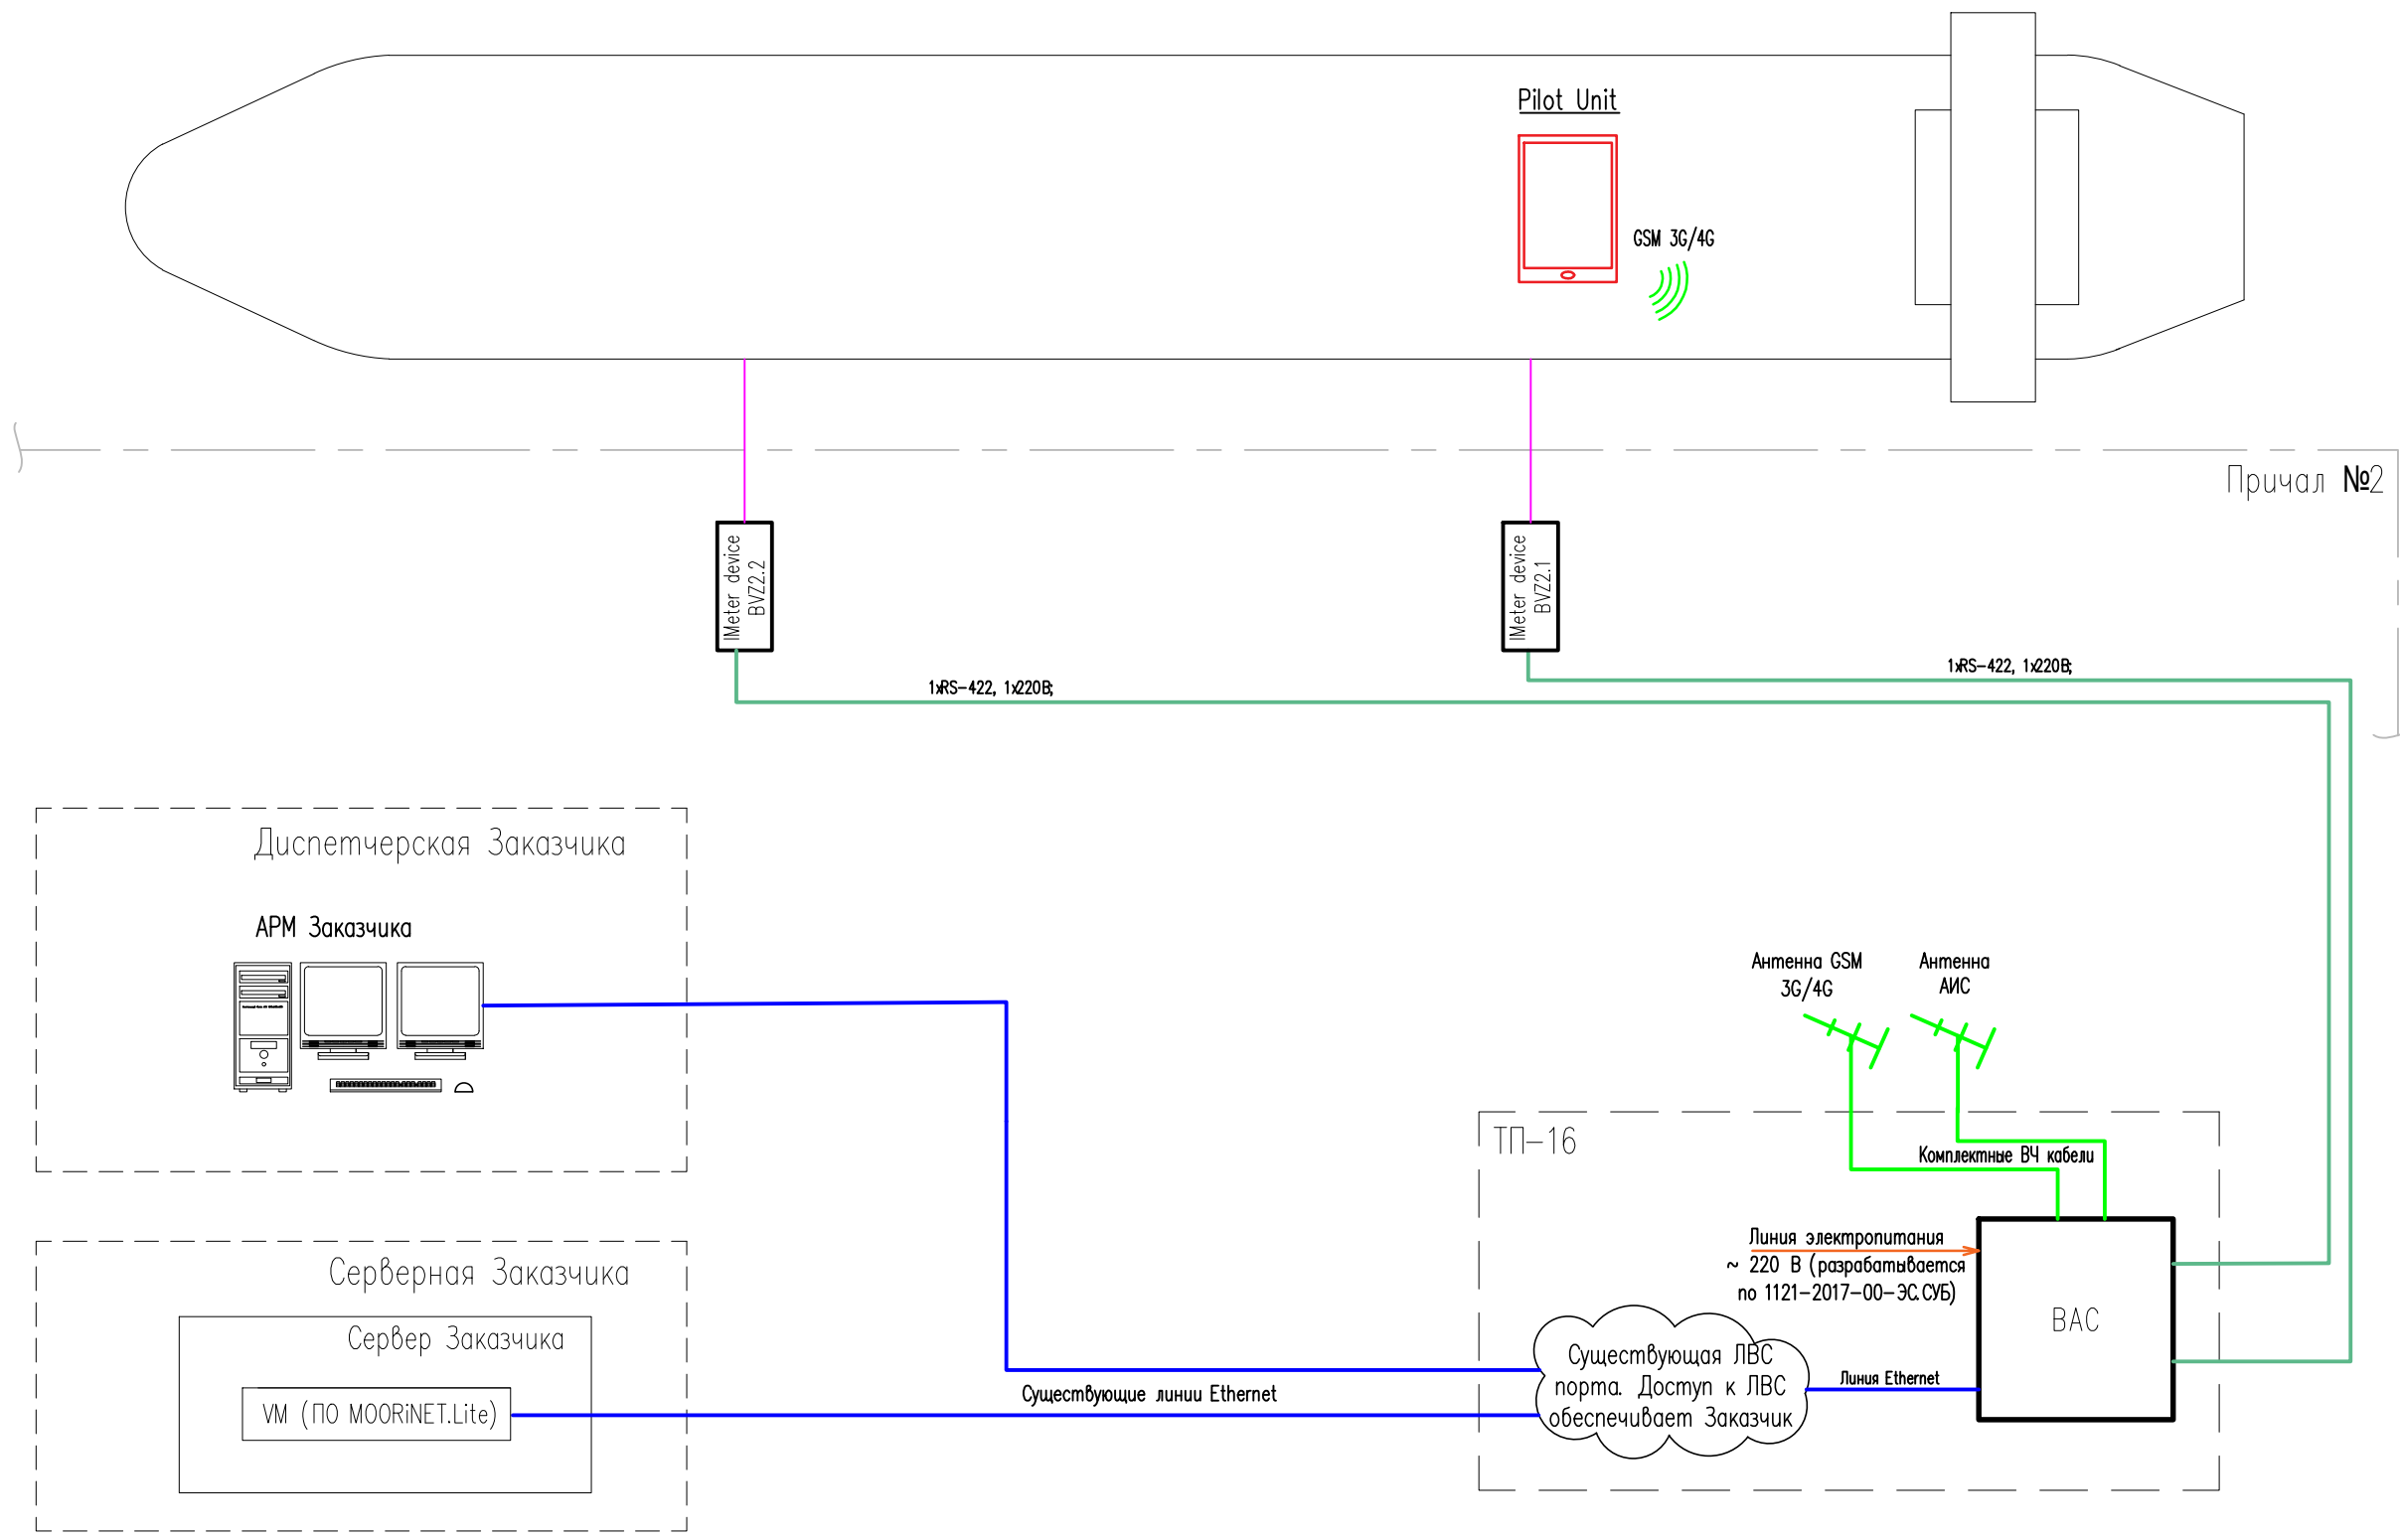 Pilot Unit
GSM 3G/4G
Причал №2
IMeter device
BVZ2.2
IMeter device
BVZ2.1
1xRS-422, 1x220В;
1xRS-422, 1x220В;
Диспетчерская Заказчика
АРМ Заказчика
Антенна GSM
3G/4G
Антенна
АИС
ТП-16
Комплектные ВЧ кабели
Линия электропитания
~ 220 В (разрабатывается
по 1121-2017-00-ЭС.СУБ)
ВАС
Серверная Заказчика
Сервер Заказчика
VM (ПО MOORiNET.Lite)
Существующие линии Ethernet
Существующая ЛВС
порта. Доступ к ЛВС
обеспечивает Заказчик
Линия Ethernet